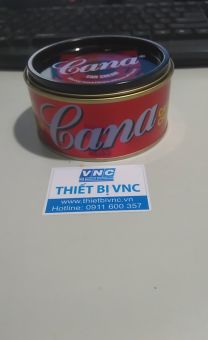 Cana
CAR CREAM
Cana
VNC
THIẾT BỊ VNC
www.thietbivnc.vn
Hotline: 0911 600 357